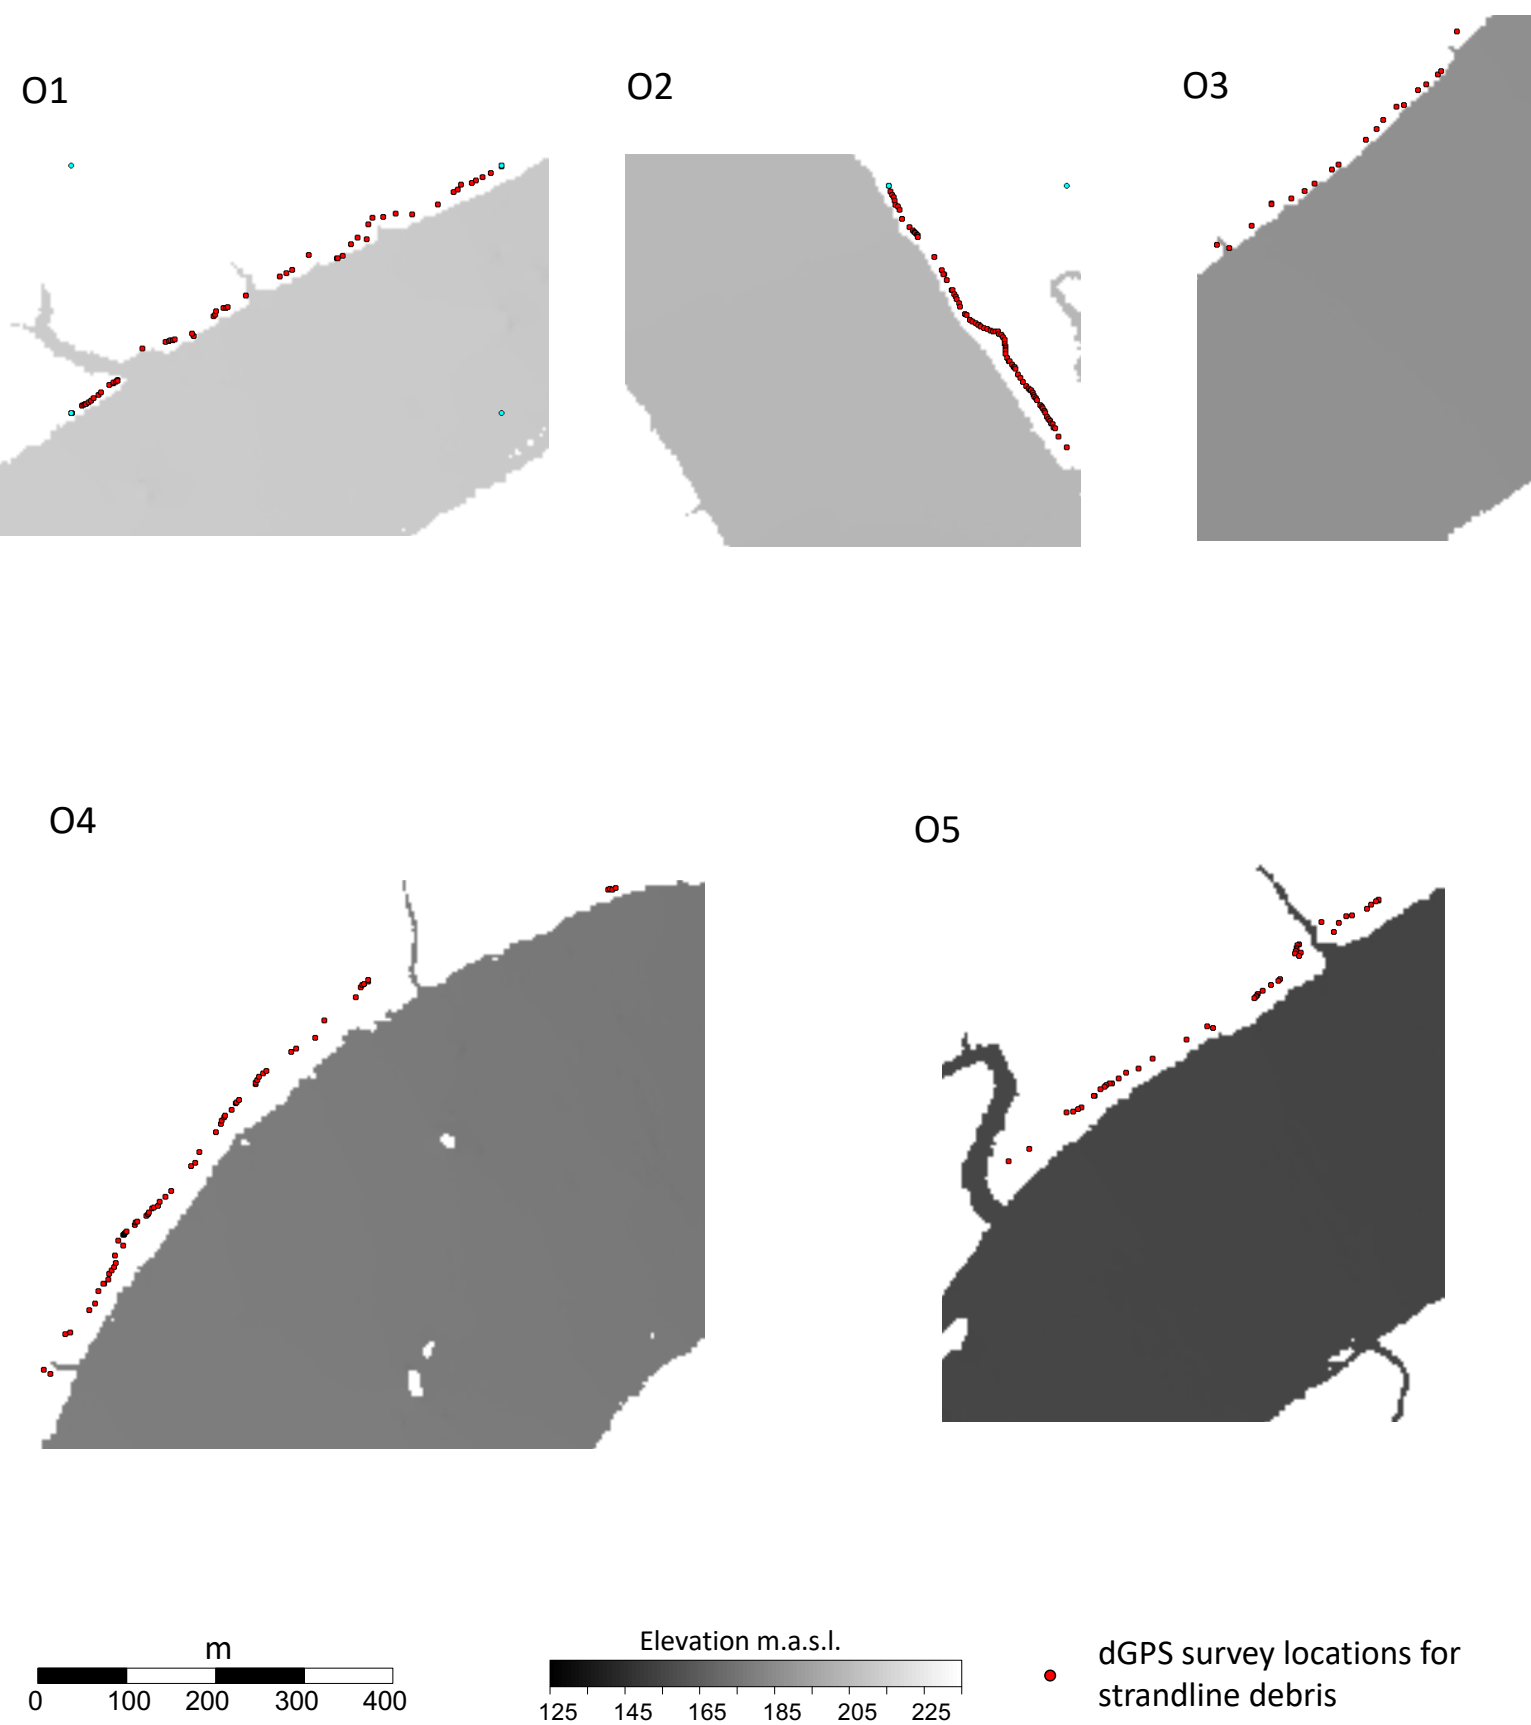 O1
O2
O3
O4
O5
m
0 100 200 300 400
Elevation m.a.s.l.
125 145 165 185 205 225
dGPS survey locations for
strandline debris